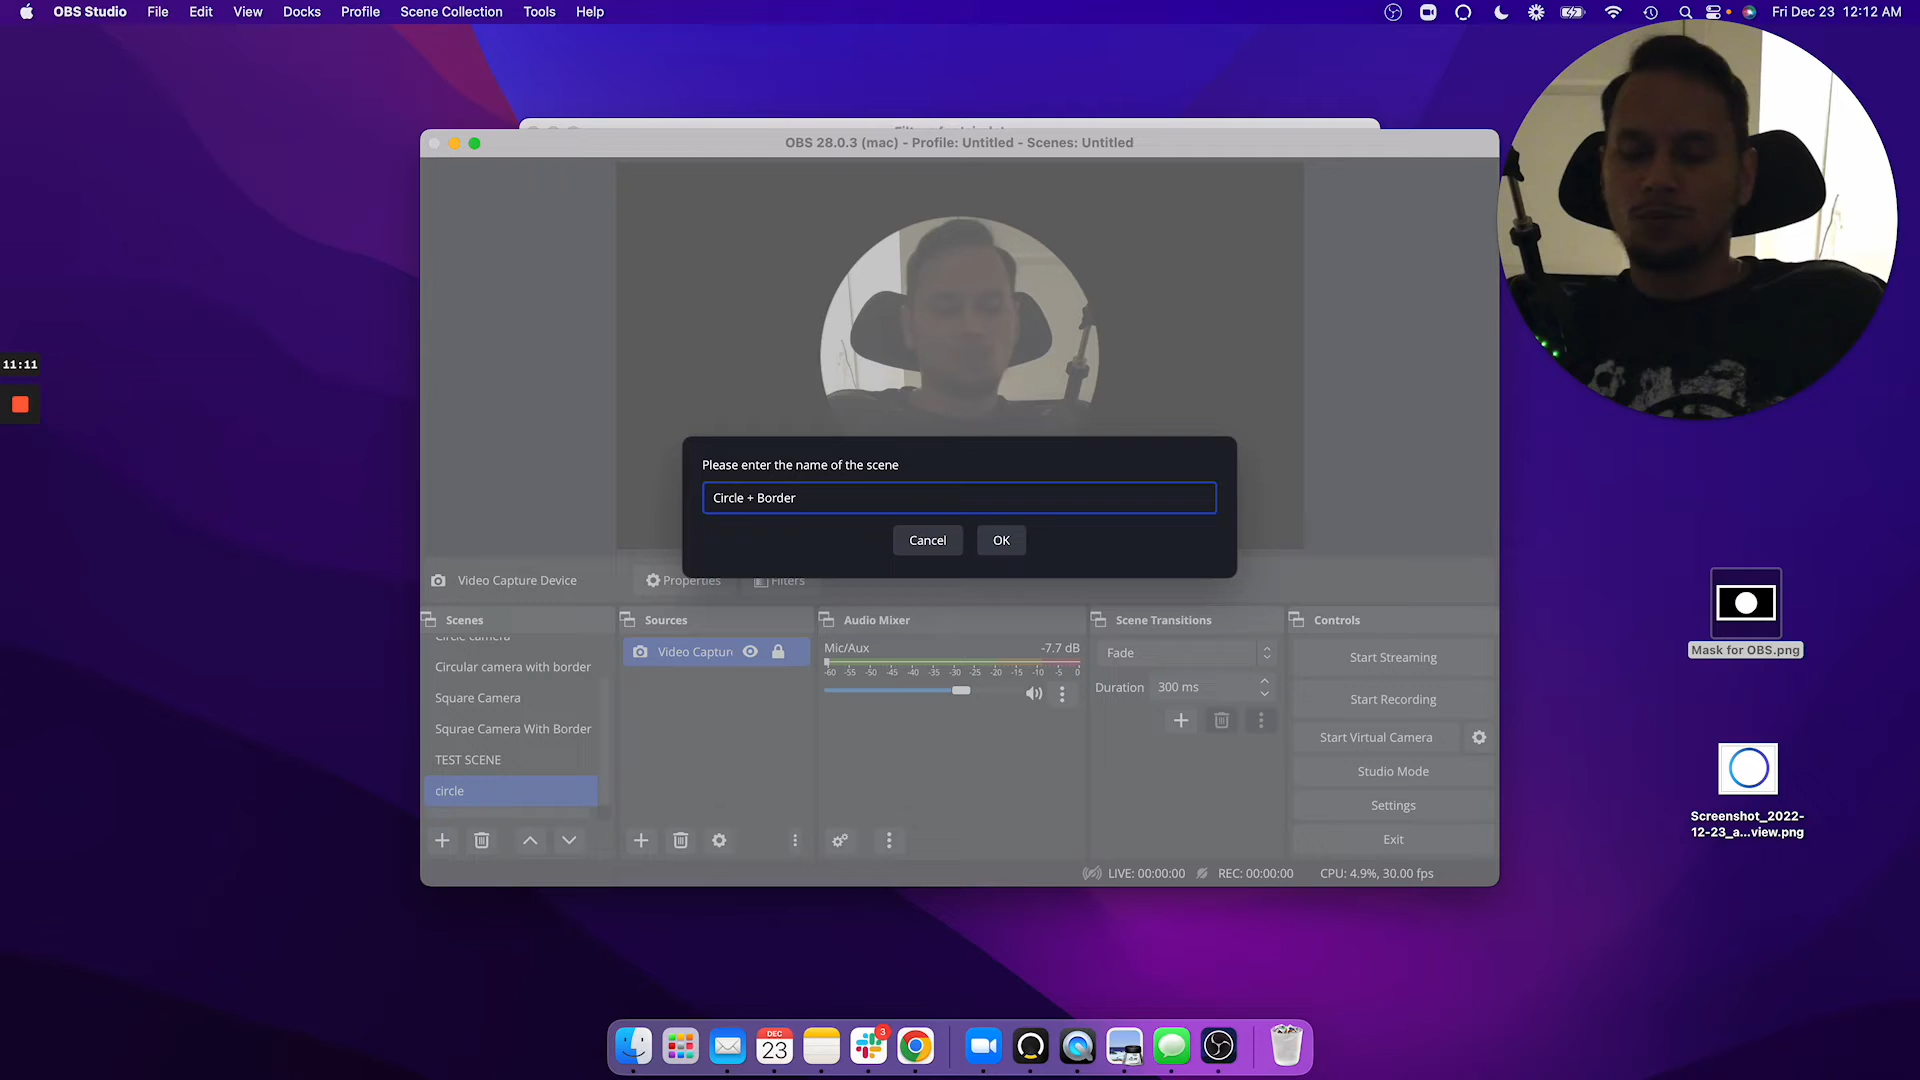 OBS Studio File Edit View Docks Profile Scene Collection Tools Help Fri Dec 23 12:12 AM
OBS 28.0.3 (mac) - Profile: Untitled - Scenes: Untitled
11:11
Please enter the name of the scene
Circle + Border
Cancel OK
Video Capture Device Properties Filters
Scenes Sources Audio Mixer Scene Transitions Controls
Circle camera
Circular camera with border
Square Camera
Squrae Camera With Border
TEST SCENE
circle
Video Captur
Mic/Aux -7.7 dB
-60 -55 -50 -45 -40 -35 -30 -25 -20 -15 -10 -5 0
Fade
Duration 300 ms
Start Streaming
Start Recording
Start Virtual Camera
Studio Mode
Settings
Exit
LIVE: 00:00:00 REC: 00:00:00 CPU: 4.9%, 30.00 fps
Mask for OBS.png
Screenshot_2022-
12-23_a...view.png
DEC
23
3